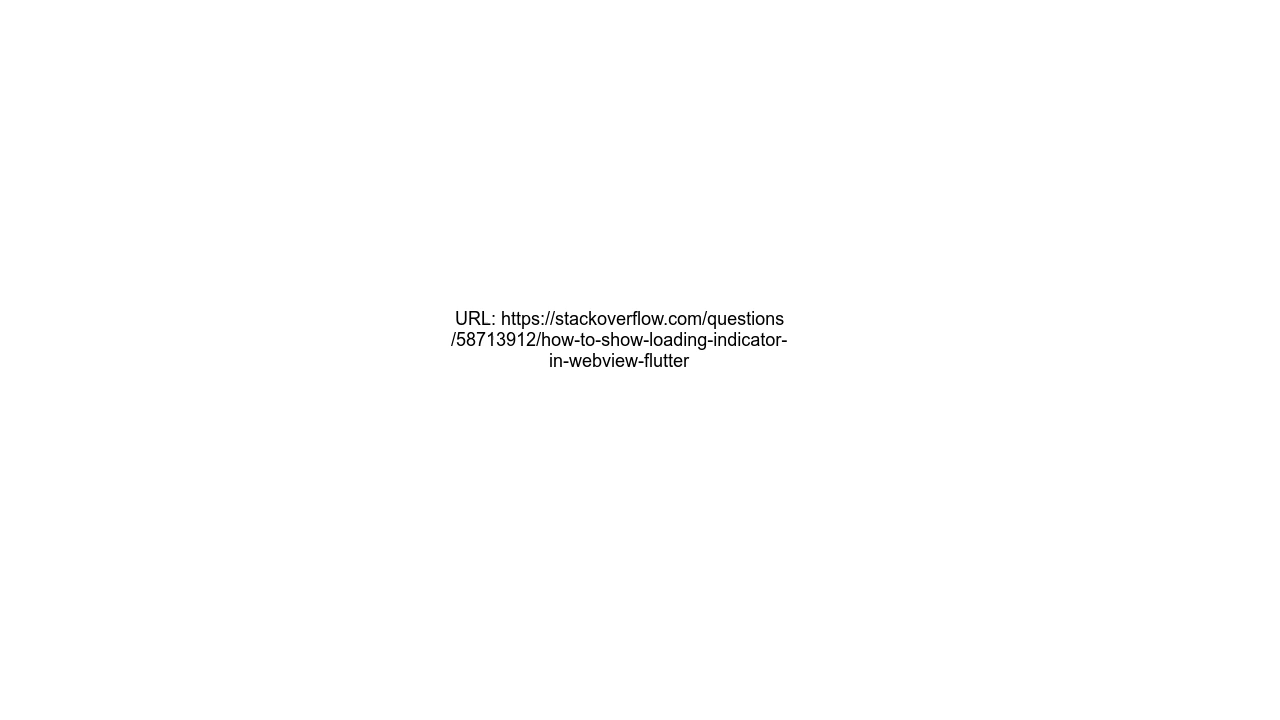 URL: https://stackoverflow.com/questions
/58713912/how-to-show-loading-indicator-
in-webview-flutter